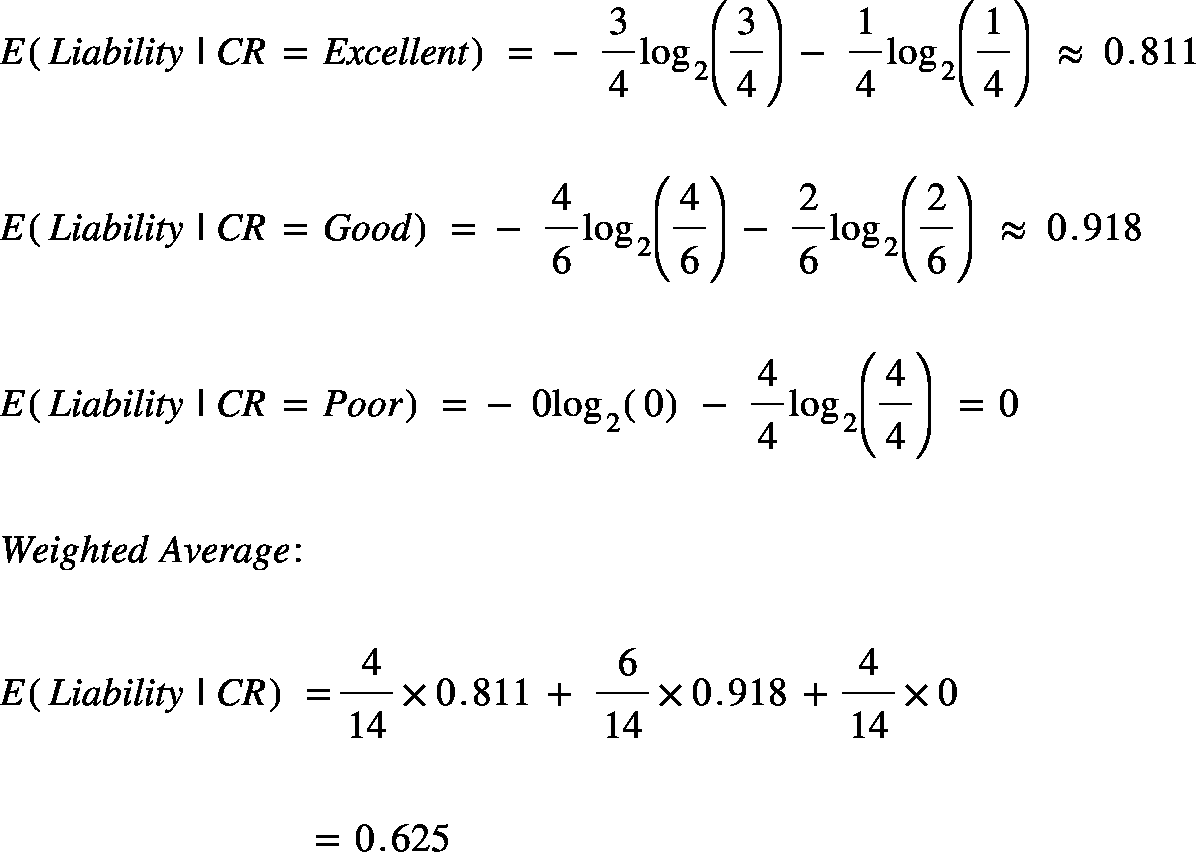 E(Liability | CR = Excellent) = − 3/4 log₂(3/4) − 1/4 log₂(1/4) ≈ 0.811
E(Liability | CR = Good) = − 4/6 log₂(4/6) − 2/6 log₂(2/6) ≈ 0.918
E(Liability | CR = Poor) = − 0log₂(0) − 4/4 log₂(4/4) = 0
Weighted Average:
E(Liability | CR) = 4/14 × 0.811 + 6/14 × 0.918 + 4/14 × 0
= 0.625